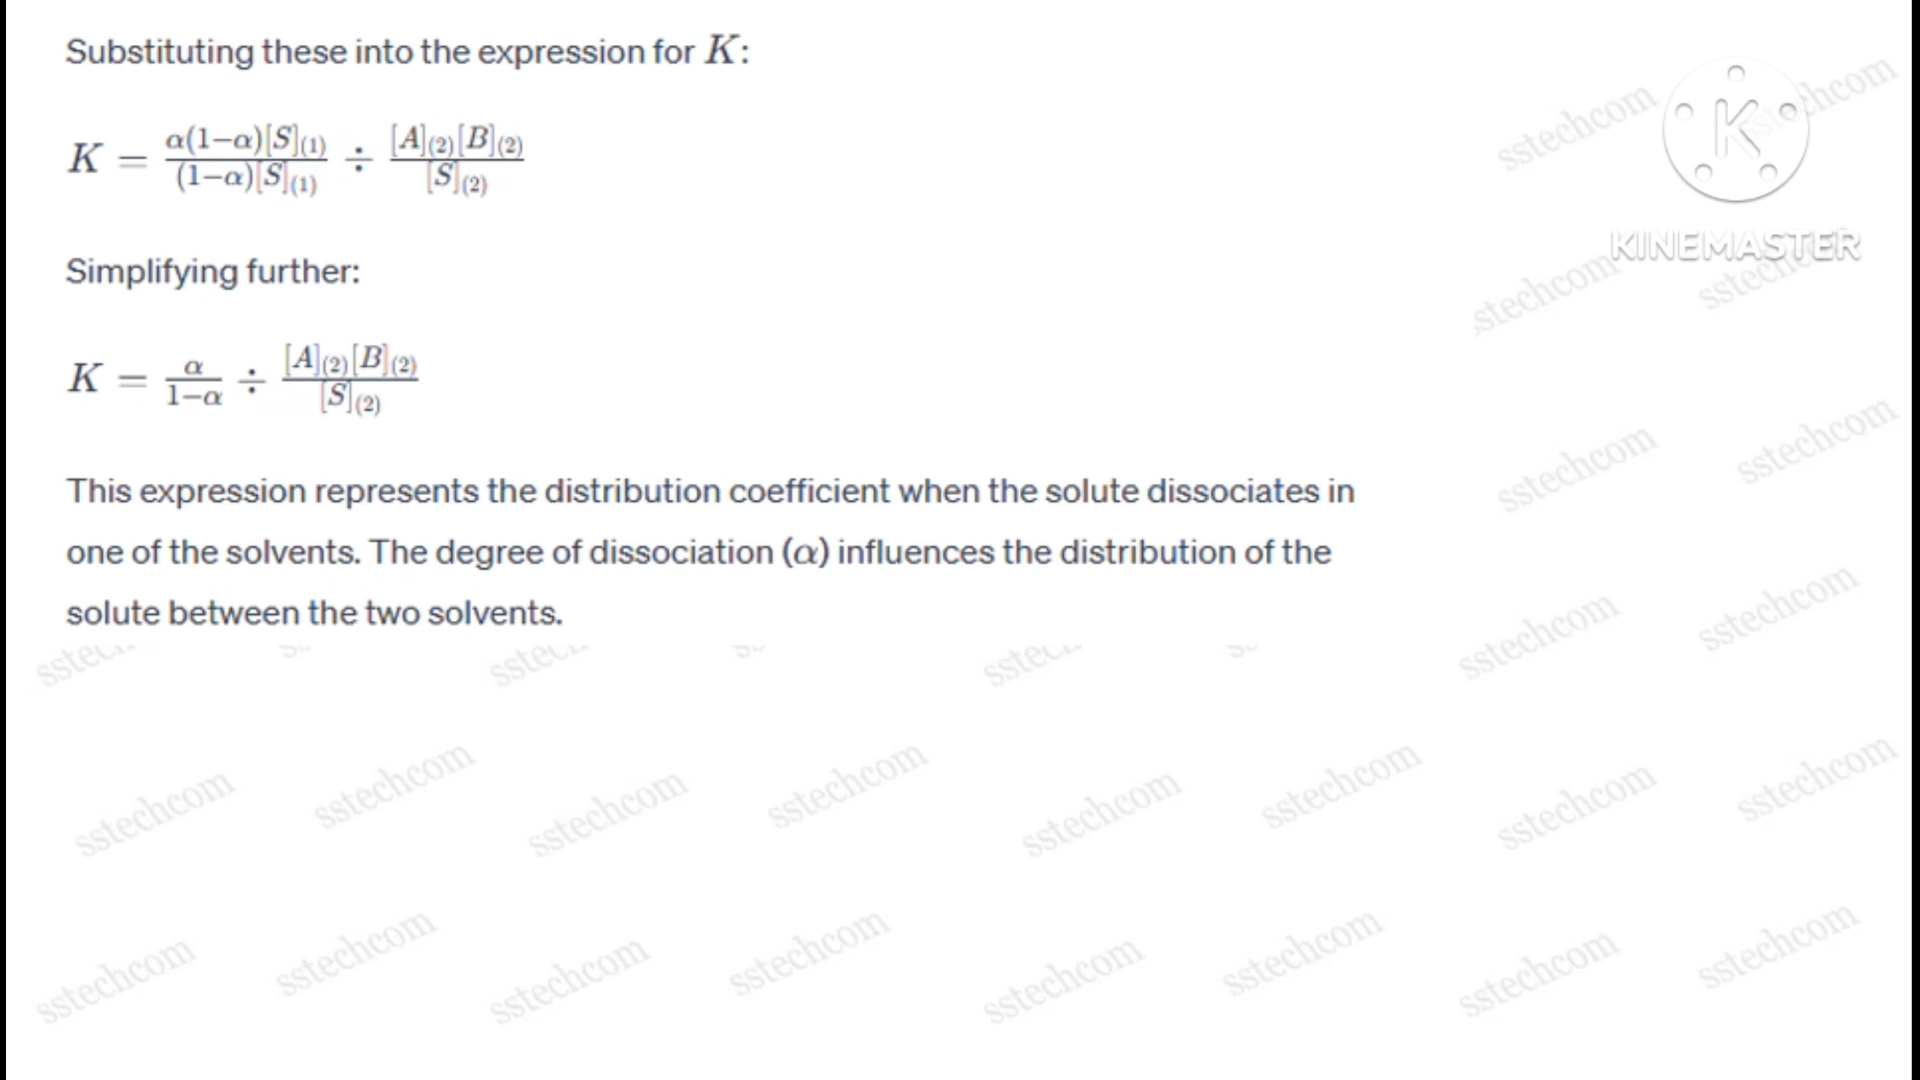 Substituting these into the expression for K:
K = α(1−α)[S](1) / (1−α)[S](1) ÷ [A](2)[B](2) / [S](2)
Simplifying further:
K = α / 1−α ÷ [A](2)[B](2) / [S](2)
This expression represents the distribution coefficient when the solute dissociates in
one of the solvents. The degree of dissociation (α) influences the distribution of the
solute between the two solvents.
K
KINEMASTER
sstechcom